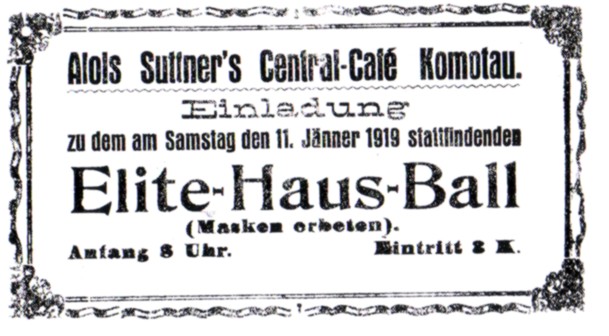 Alois Suttner's Central-Café Komotau.
Einladung
zu dem am Samstag den 11. Jänner 1919 stattfindenden
Elite-Haus-Ball
(Masken erbeten).
Anfang 8 Uhr. Eintritt 2 K.